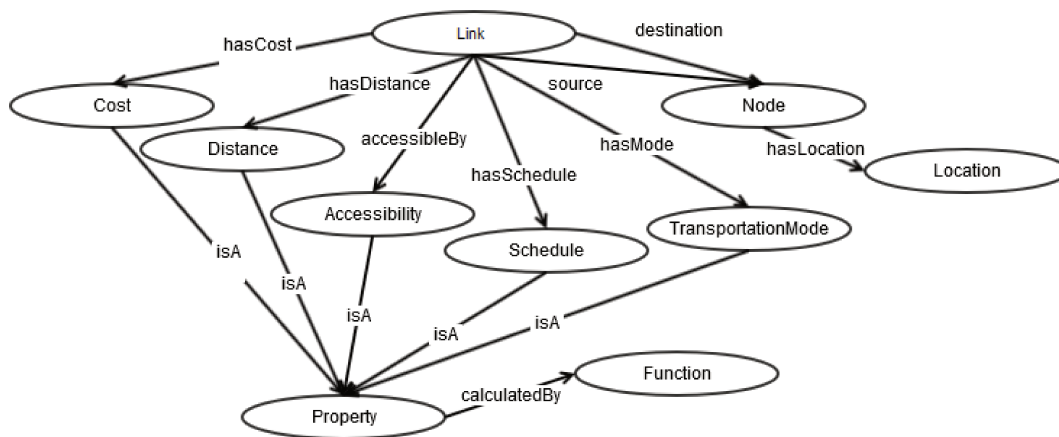 Link
destination
hasCost
hasDistance
source
Cost
Node
accessibleBy
Distance
hasMode
hasLocation
hasSchedule
Location
Accessibility
TransportationMode
Schedule
isA
isA
isA
isA
isA
Function
calculatedBy
Property